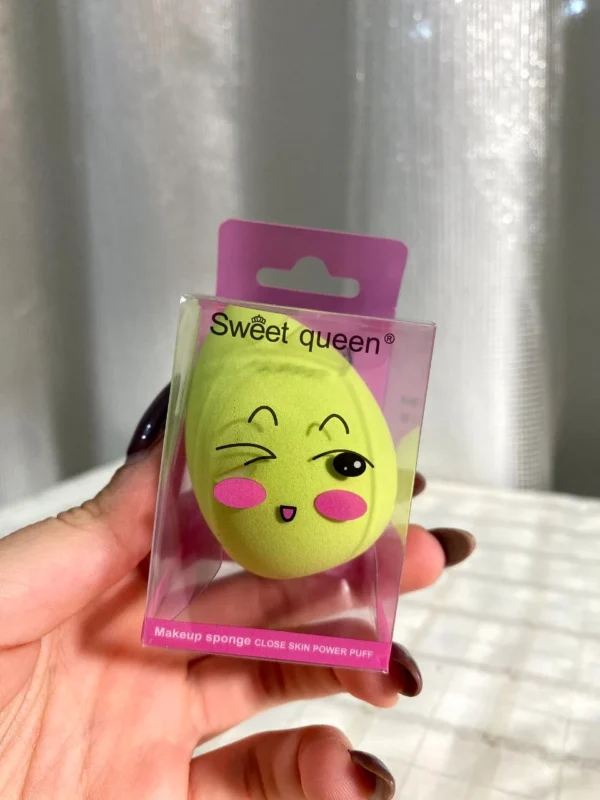 Sweet queen®
Makeup sponge CLOSE SKIN POWER PUFF